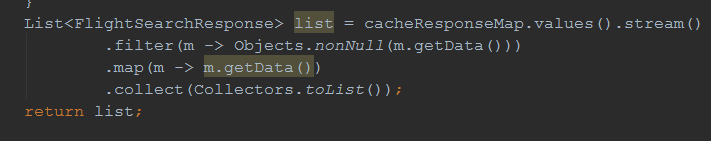 }
List<FlightSearchResponse> list = cacheResponseMap.values().stream()
.filter(m -> Objects.nonNull(m.getData()))
.map(m -> m.getData())
.collect(Collectors.toList());
return list;